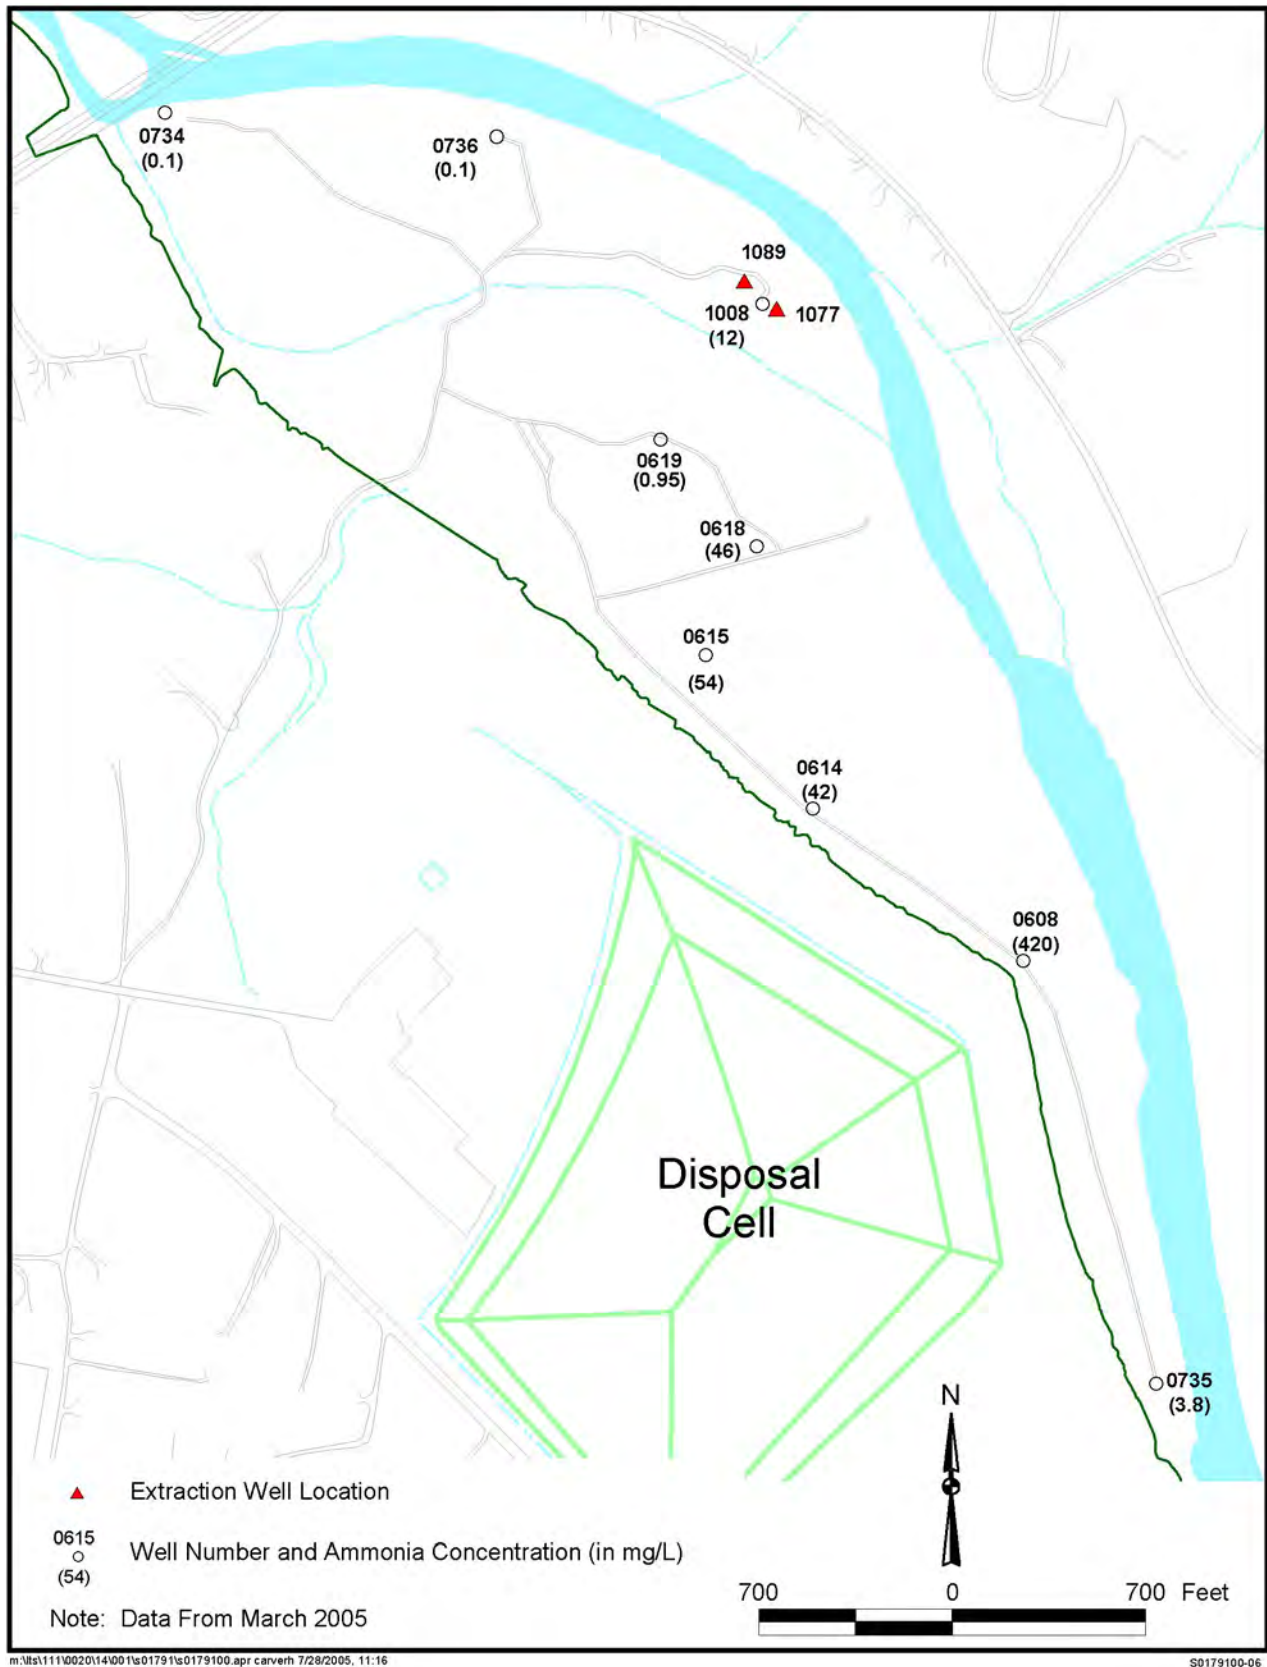 0734
(0.1)
0736
(0.1)
1089
1008
(12)
1077
0619
(0.95)
0618
(46)
0615
(54)
0614
(42)
0608
(420)
Disposal
Cell
0735
(3.8)
N
Extraction Well Location
0615
(54)
Well Number and Ammonia Concentration (in mg/L)
Note: Data From March 2005
700 0 700 Feet
m:\lts\111\0020\14\001\s01791\s0179100.apr carverh 7/28/2005, 11:16
S0179100-06